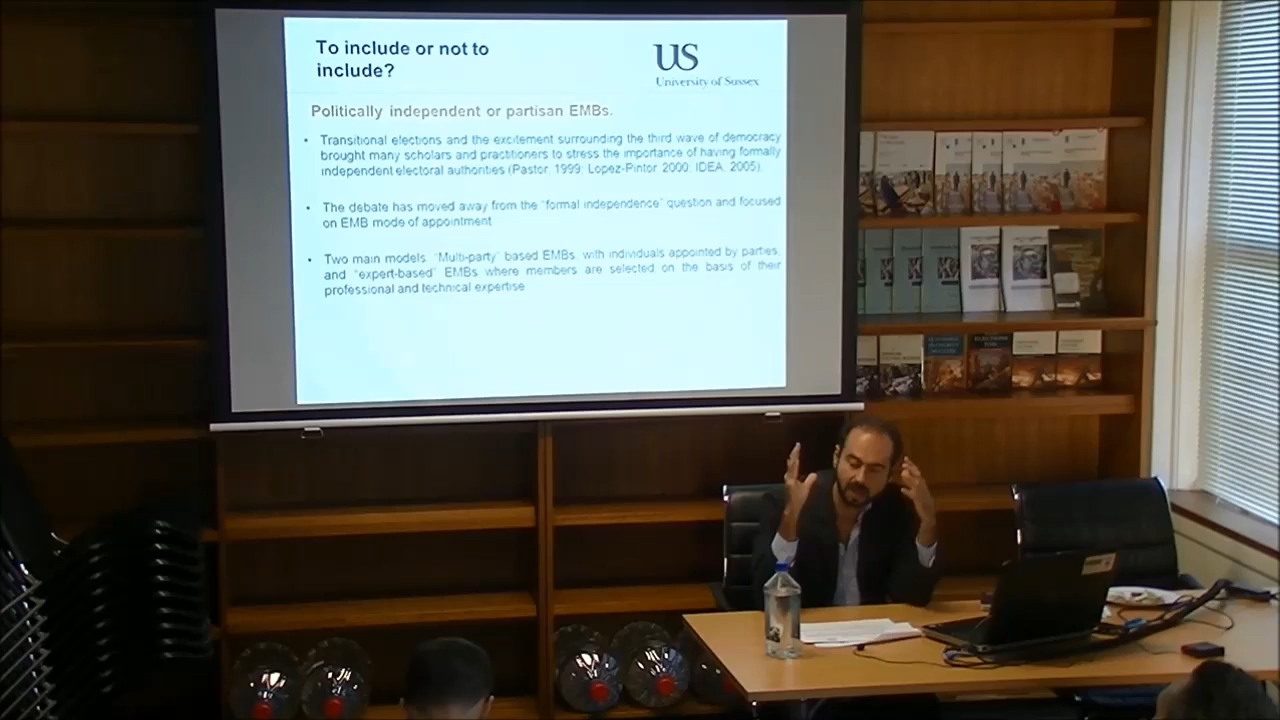 To include or not to
include?
US
University of Sussex
Politically independent or partisan EMBs.
• Transitional elections and the excitement surrounding the third wave of democracy
brought many scholars and practitioners to stress the importance of having formally
independent electoral authorities (Pastor, 1999; Lopez-Pintor 2000; IDEA, 2005).
• The debate has moved away from the “formal independence” question and focused
on EMB mode of appointment
• Two main models. “Multi-party” based EMBs, with individuals appointed by parties,
and “expert-based” EMBs where members are selected on the basis of their
professional and technical expertise